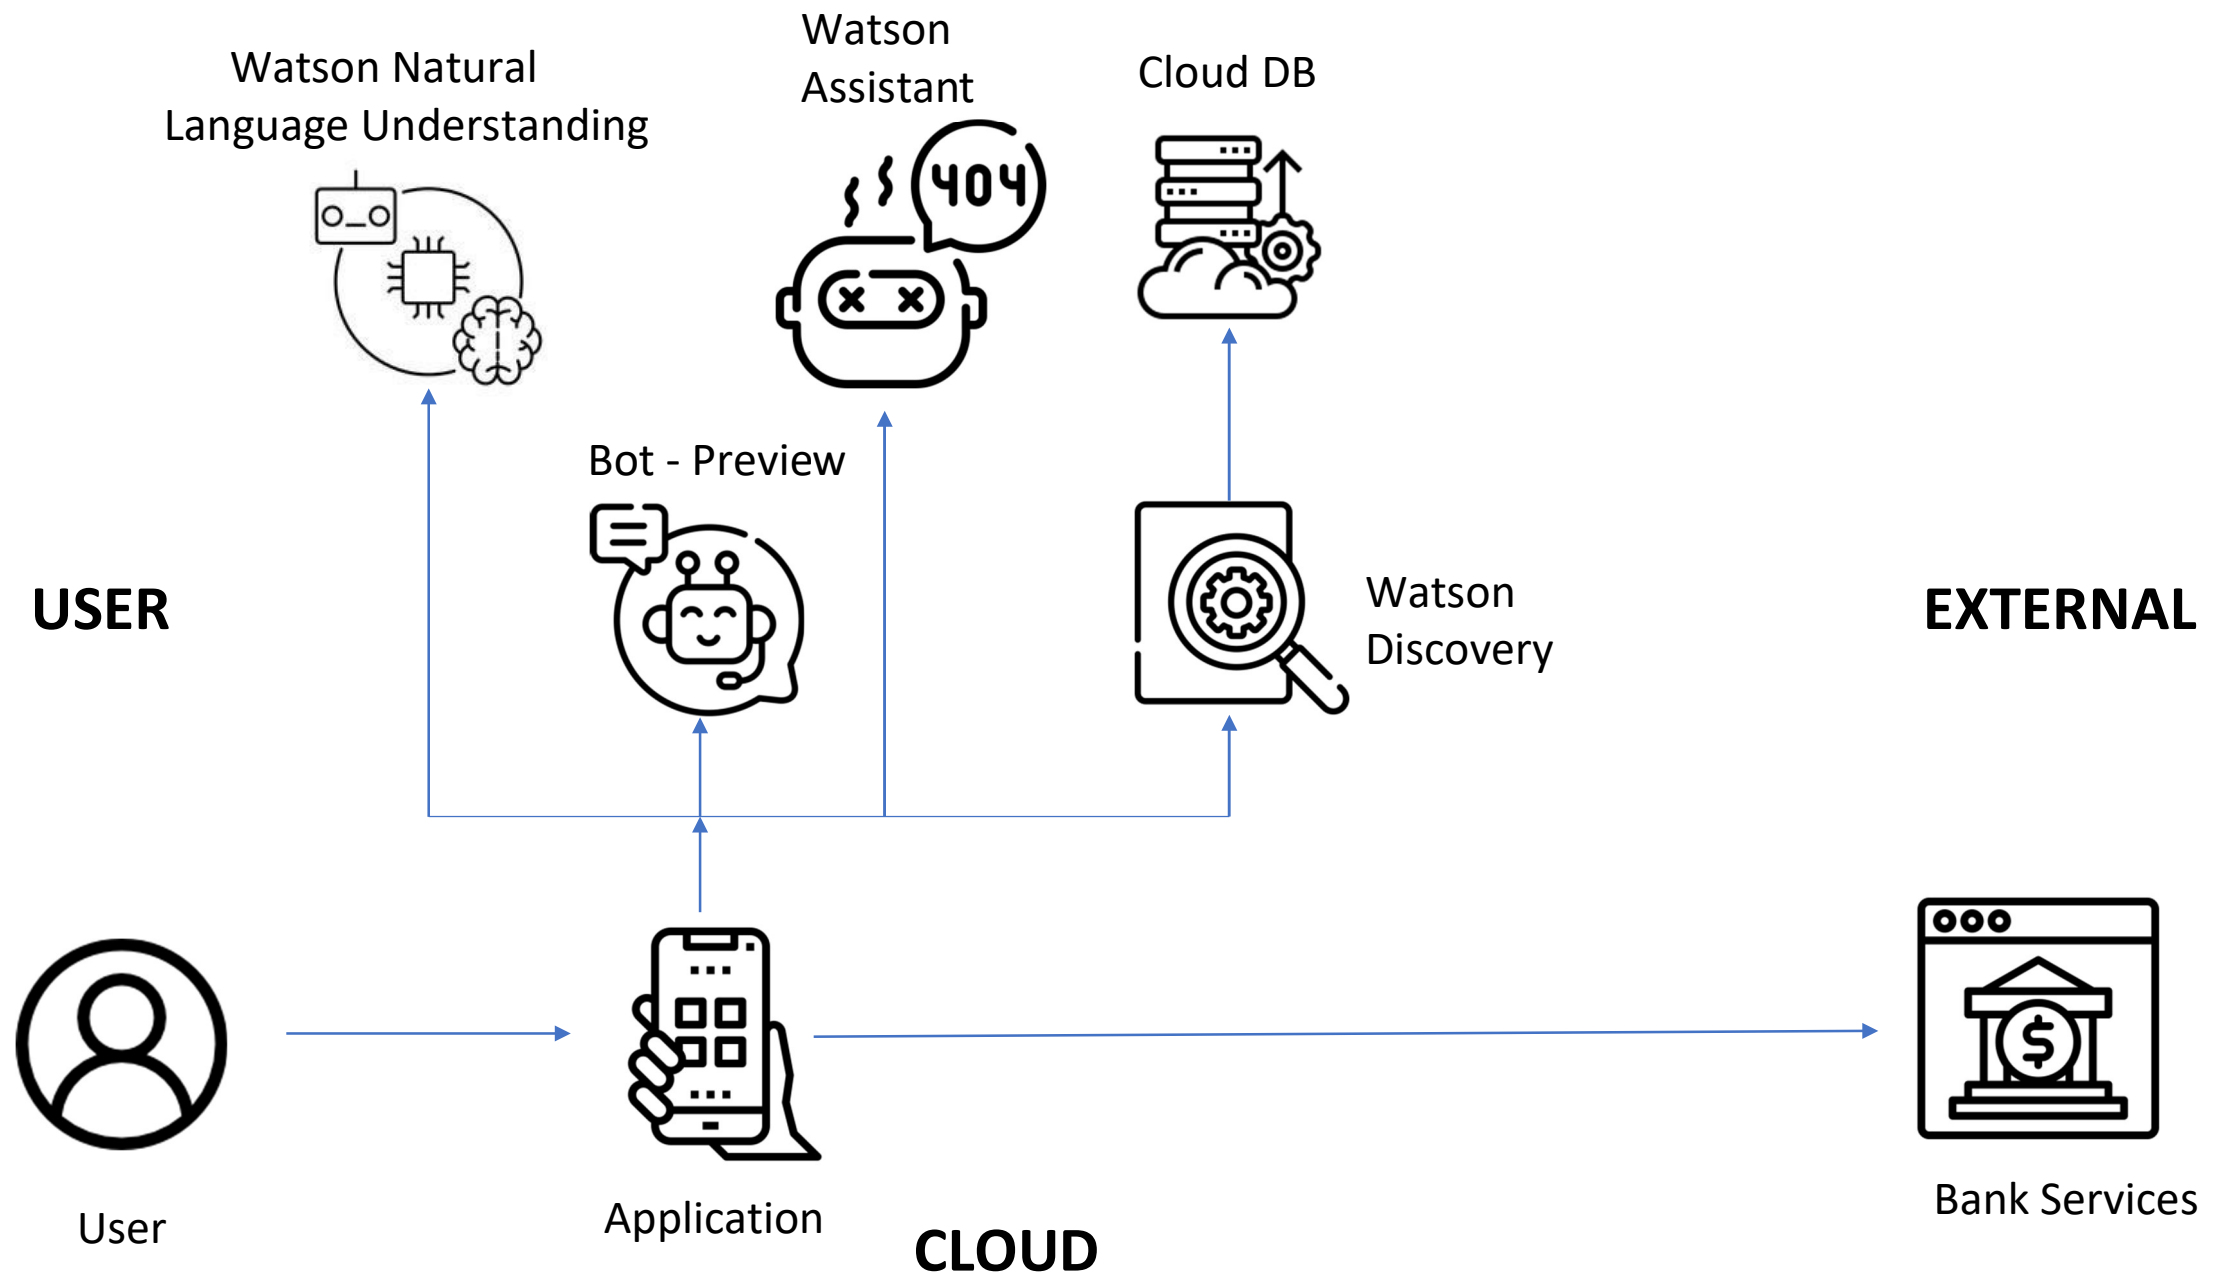 Watson
Assistant
Watson Natural
Language Understanding
Cloud DB
404
Bot - Preview
USER
Watson
Discovery
EXTERNAL
$
User
Application
CLOUD
Bank Services